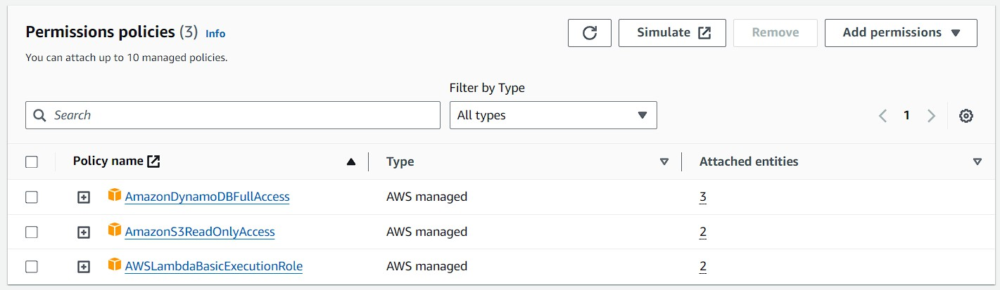 Permissions policies (3) Info
Simulate Remove Add permissions
You can attach up to 10 managed policies.
Filter by Type
Search All types 1
Policy name Type Attached entities
AmazonDynamoDBFullAccess AWS managed 3
AmazonS3ReadOnlyAccess AWS managed 2
AWSLambdaBasicExecutionRole AWS managed 2